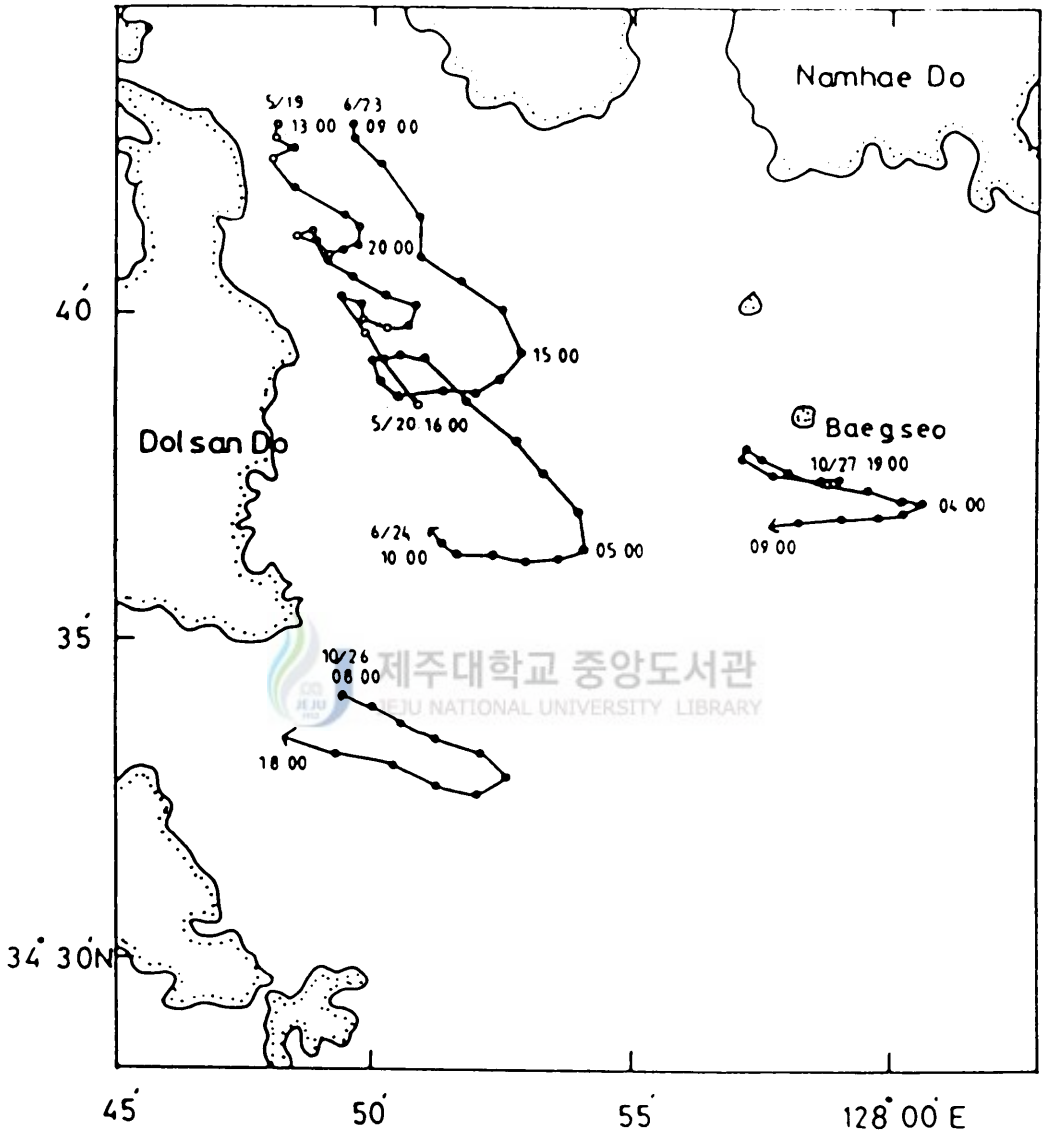 Namhae Do
5/19
13 00
6/23
09 00
20 00
40′
15 00
5/20 16 00
Dolsan Do
Baegseo
10/27 19 00
04 00
09 00
6/24
10 00
05 00
35′
10/26
08 00
제주대학교 중앙도서관
JEJU NATIONAL UNIVERSITY LIBRARY
JEJU
1952
18 00
34° 30′N
45′
50′
55′
128° 00′ E